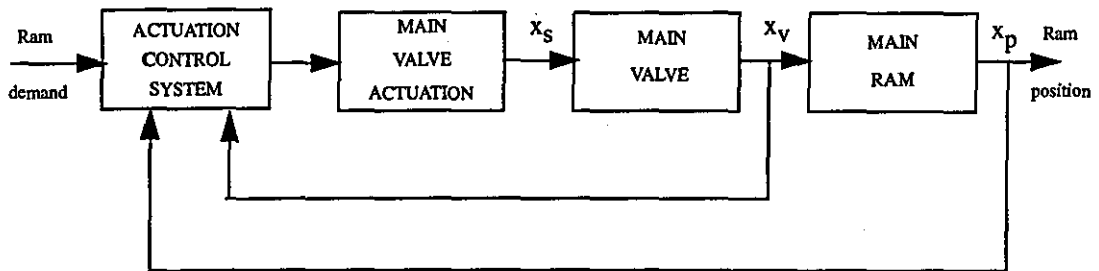 Ram
demand
ACTUATION
CONTROL
SYSTEM
MAIN
VALVE
ACTUATION
xs
MAIN
VALVE
xv
MAIN
RAM
xp
Ram
position